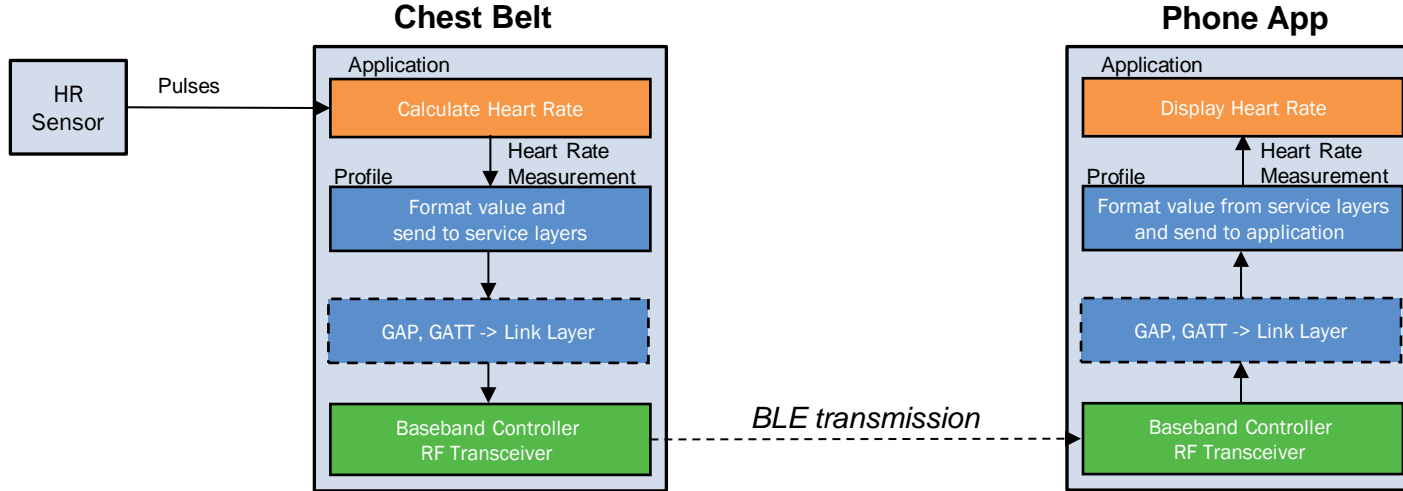 Chest Belt
Phone App
Application
Application
HR
Sensor
Pulses
Calculate Heart Rate
Display Heart Rate
Heart Rate
Measurement
Heart Rate
Measurement
Profile
Profile
Format value and
send to service layers
Format value from service layers
and send to application
GAP, GATT -> Link Layer
GAP, GATT -> Link Layer
Baseband Controller
RF Transceiver
BLE transmission
Baseband Controller
RF Transceiver